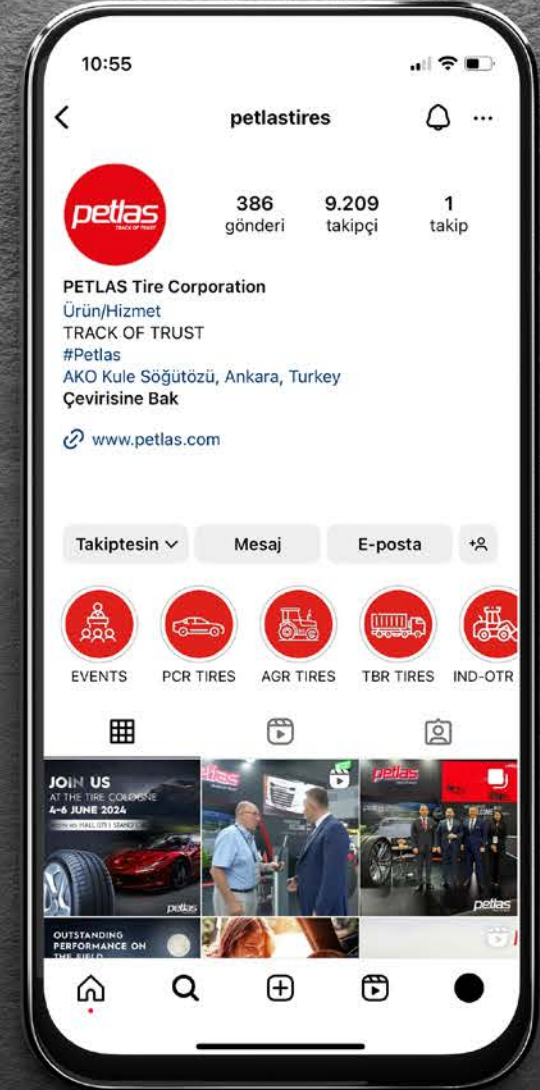 10:55
petlastires
petlas
TRACK OF TRUST
386
gönderi
9.209
takipçi
1
takip
PETLAS Tire Corporation
Ürün/Hizmet
TRACK OF TRUST
#Petlas
AKO Kule Söğütözü, Ankara, Turkey
Çevirisine Bak
www.petlas.com
Takiptesin
Mesaj
E-posta
EVENTS
PCR TIRES
AGR TIRES
TBR TIRES
IND-OTR
JOIN US
AT THE TIRE COLOGNE
4-6 JUNE 2024
petlas
petlas
petlas
petlas
OUTSTANDING
PERFORMANCE ON
THE FIELD